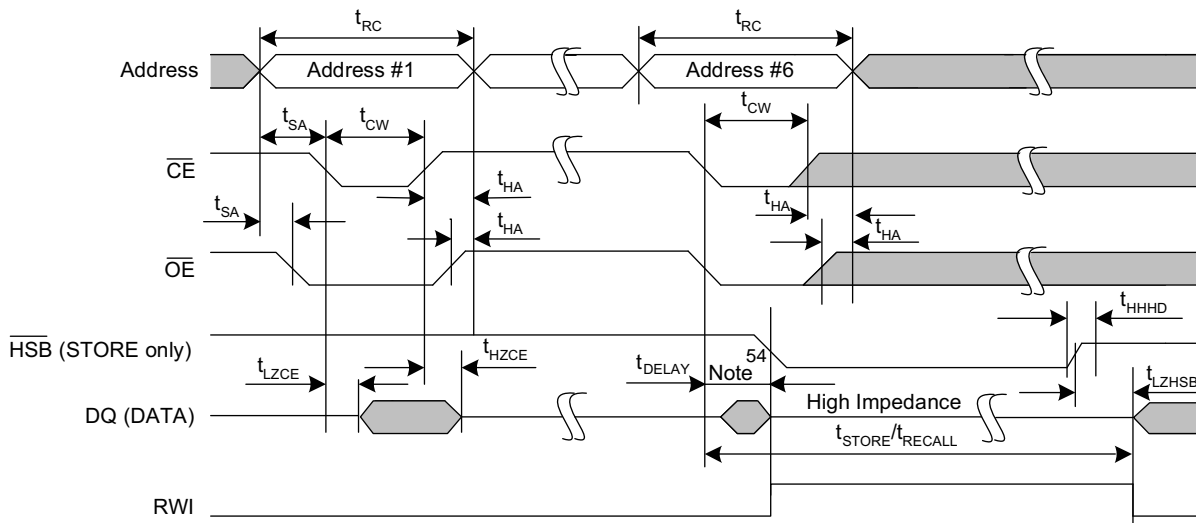 tRC
tRC
Address
Address #1
Address #6
tSA
tCW
tCW
CE
tHA
tSA
tHA
tHA
tHA
OE
tHHHD
HSB (STORE only)
tLZCE
tHZCE
tDELAY
Note 54
tLZHSB
DQ (DATA)
High Impedance
tSTORE/tRECALL
RWI